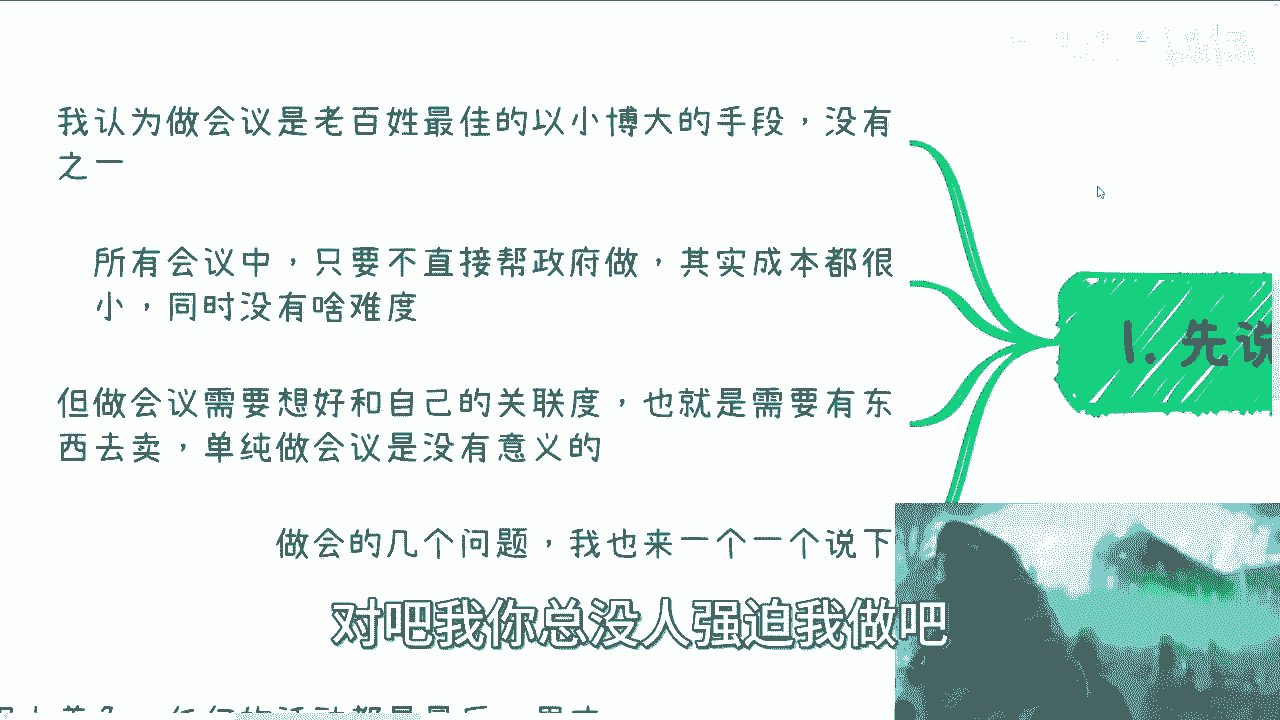 我认为做会议是老百姓最佳的以小博大的手段，没有
之一
所有会议中，只要不直接帮政府做，其实成本都很
小，同时没有啥难度
1. 先说
但做会议需要想好和自己的关联度，也就是需要有东
西去卖，单纯做会议是没有意义的
做会的几个问题，我也来一个一个说下
对吧我你总没人强迫我做吧